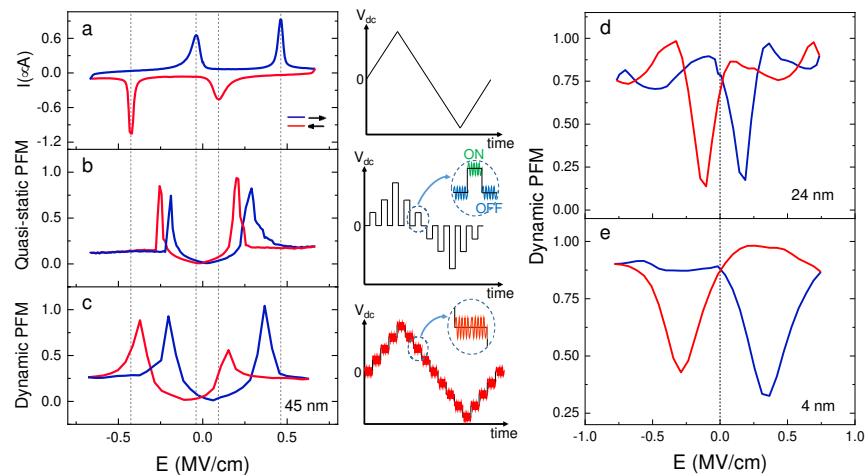 a
I(∝A)
0.6
0.0
-0.6
-1.2
b
Quasi-static PFM
1.0
0.5
0.0
c
Dynamic PFM
1.0
0.5
0.0
45 nm
-0.5
0.0
0.5
E (MV/cm)
Vdc
0
time
Vdc
ON
OFF
0
time
Vdc
0
time
d
Dynamic PFM
1.00
0.75
0.50
0.25
0.00
24 nm
e
1.00
0.75
0.50
0.25
4 nm
-1.0
-0.5
0.0
0.5
1.0
E (MV/cm)